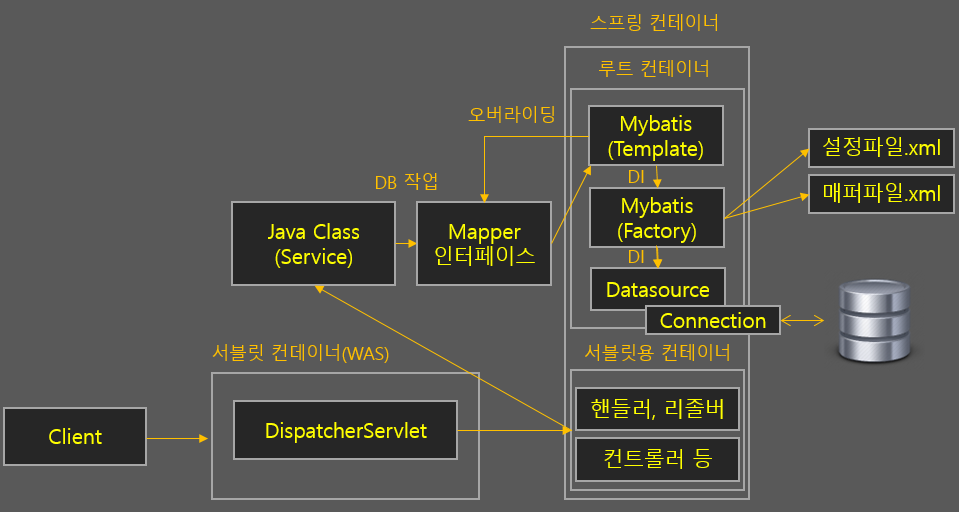 스프링 컨테이너
루트 컨테이너
오버라이딩
Mybatis
(Template)
설정파일.xml
DI
매퍼파일.xml
DB 작업
Mybatis
(Factory)
Java Class
(Service)
Mapper
인터페이스
DI
Datasource
Connection
서블릿 컨데이너(WAS)
서블릿용 컨테이너
핸들러, 리졸버
DispatcherServlet
Client
컨트롤러 등